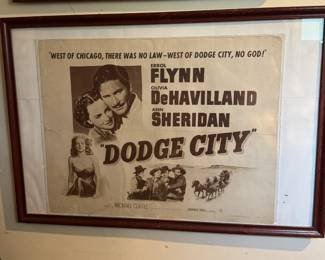 "WEST OF CHICAGO, THERE WAS NO LAW—WEST OF DODGE CITY, NO GOD!"
ERROL
FLYNN
OLIVIA
DeHAVILLAND
ANN
SHERIDAN
"DODGE CITY"
MICHAEL CURTIZ